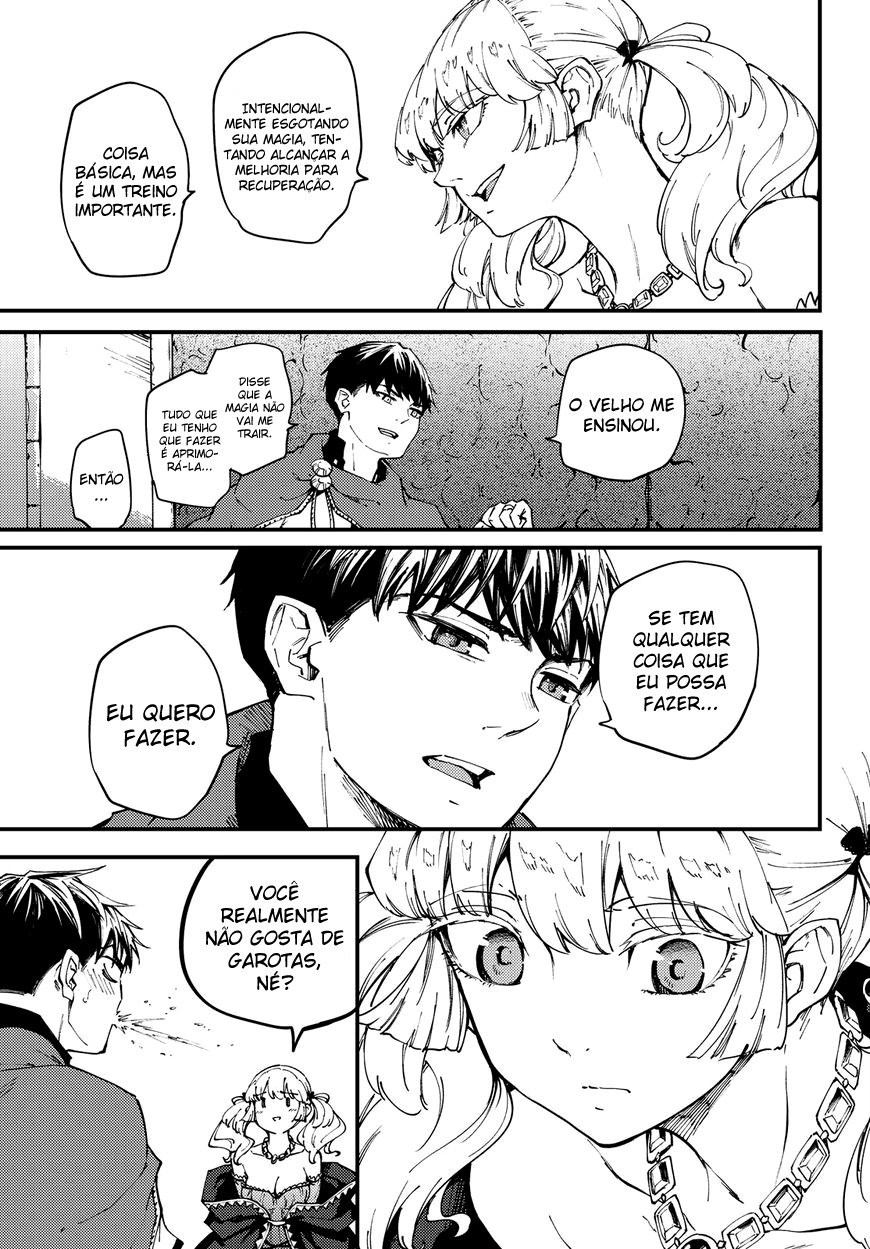 INTENCIONAL-
MENTE ESGOTANDO
SUA MAGIA, TEN-
TANDO ALCANÇAR A
MELHORIA PARA
RECUPERAÇÃO.
COISA
BÁSICA, MAS
É UM TREINO
IMPORTANTE.
O VELHO ME
ENSINOU.
DISSE
QUE A
MAGIA NÃO
VAI ME
TRAIR.
TUDO QUE
EU TENHO
QUE FAZER
É APRIMO-
RÁ-LA...
ENTÃO
...
SE TEM
QUALQUER
COISA QUE
EU POSSA
FAZER...
EU QUERO
FAZER.
VOCÊ
REALMENTE
NÃO GOSTA DE
GAROTAS,
NÉ?